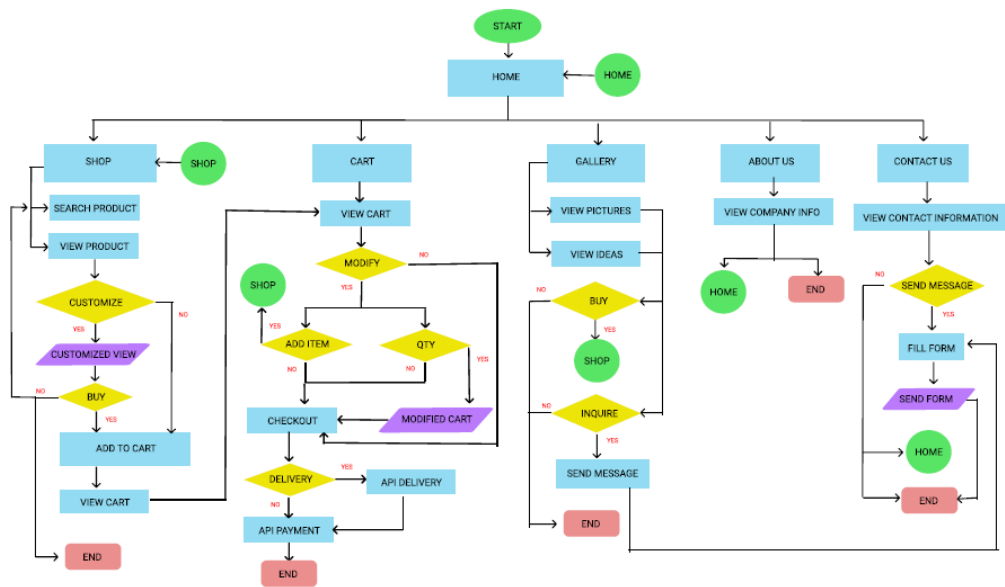 START
HOME
HOME
SHOP
SHOP
CART
GALLERY
ABOUT US
CONTACT US
SEARCH PRODUCT
VIEW CART
VIEW PICTURES
VIEW COMPANY INFO
VIEW CONTACT INFORMATION
VIEW PRODUCT
VIEW IDEAS
MODIFY
NO
YES
SHOP
HOME
END
NO
SEND MESSAGE
YES
CUSTOMIZE
NO
YES
BUY
NO
YES
YES
ADD ITEM
NO
QTY
YES
NO
FILL FORM
CUSTOMIZED VIEW
SHOP
NO
BUY
YES
SEND FORM
CHECKOUT
MODIFIED CART
NO
INQUIRE
YES
ADD TO CART
HOME
DELIVERY
YES
NO
API DELIVERY
SEND MESSAGE
VIEW CART
END
API PAYMENT
END
END
END